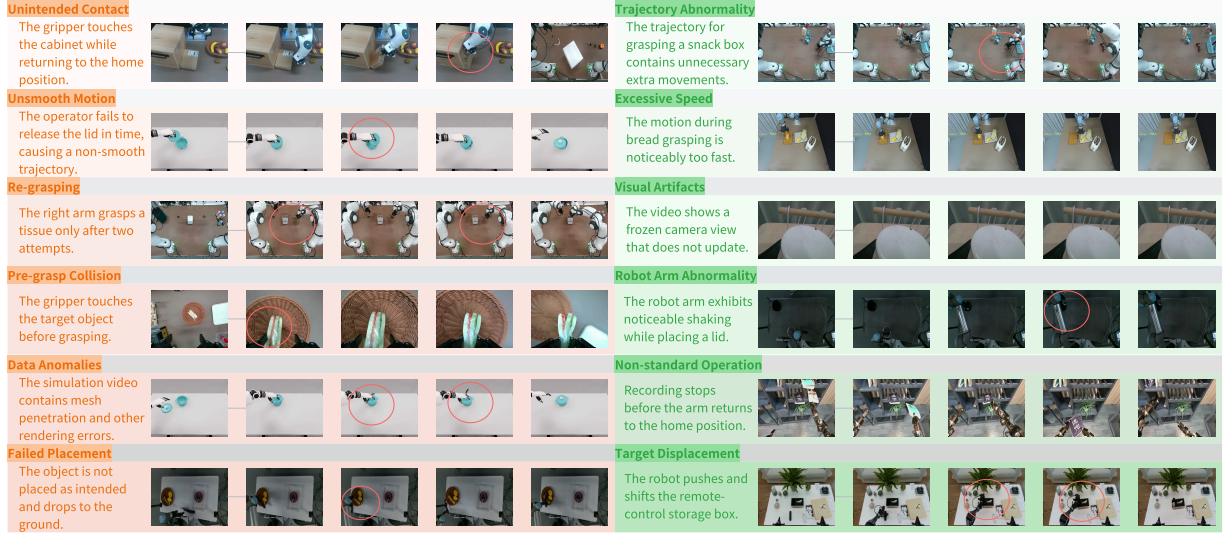 Unintended Contact
The gripper touches
the cabinet while
returning to the home
position.
Unsmooth Motion
The operator fails to
release the lid in time,
causing a non-smooth
trajectory.
Re-grasping
The right arm grasps a
tissue only after two
attempts.
Pre-grasp Collision
The gripper touches
the target object
before grasping.
Data Anomalies
The simulation video
contains mesh
penetration and other
rendering errors.
Failed Placement
The object is not
placed as intended
and drops to the
ground.
Trajectory Abnormality
The trajectory for
grasping a snack box
contains unnecessary
extra movements.
Excessive Speed
The motion during
bread grasping is
noticeably too fast.
Visual Artifacts
The video shows a
frozen camera view
that does not update.
Robot Arm Abnormality
The robot arm exhibits
noticeable shaking
while placing a lid.
Non-standard Operation
Recording stops
before the arm returns
to the home position.
Target Displacement
The robot pushes and
shifts the remote-
control storage box.